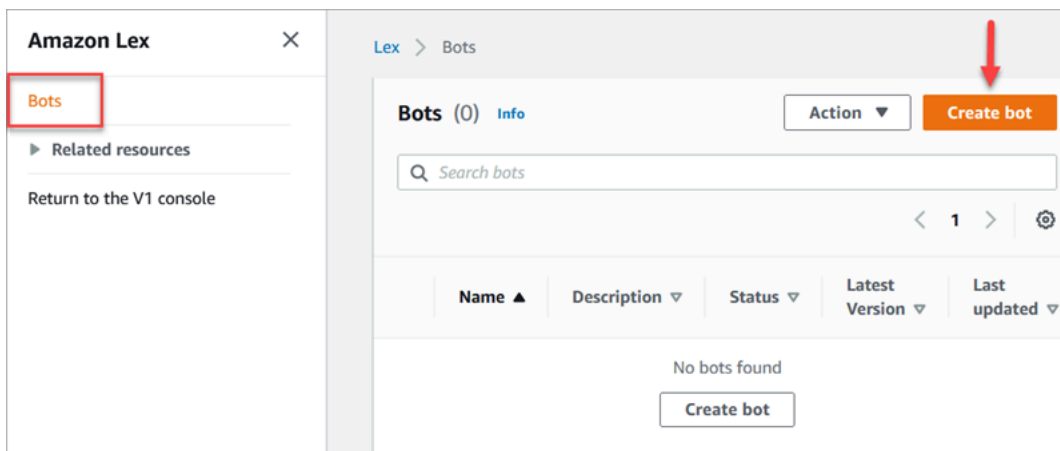 Amazon Lex
Bots
Related resources
Return to the V1 console
Lex > Bots
Bots (0) Info
Action
Create bot
Search bots
1
Name
Description
Status
Latest
Version
Last
updated
No bots found
Create bot